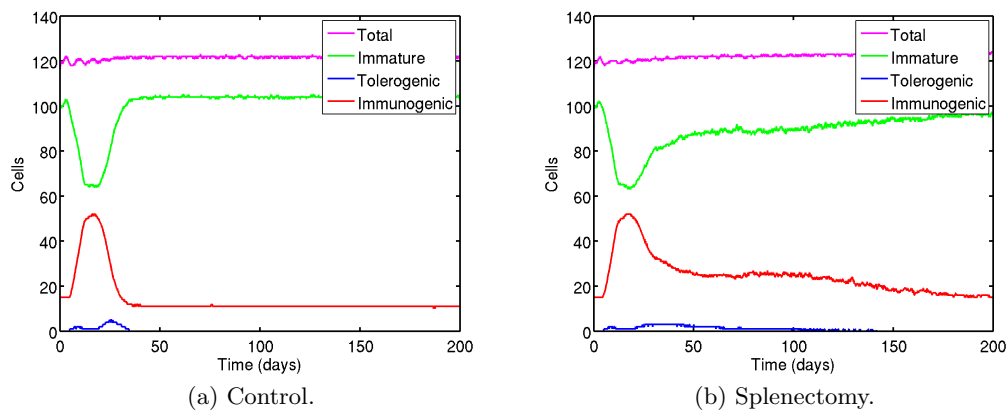 140
120
100
80
60
40
20
0
Cells
0 50 100 150 200
Time (days)
Total
Immature
Tolerogenic
Immunogenic
(a) Control.
140
120
100
80
60
40
20
0
Cells
0 50 100 150 200
Time (days)
Total
Immature
Tolerogenic
Immunogenic
(b) Splenectomy.